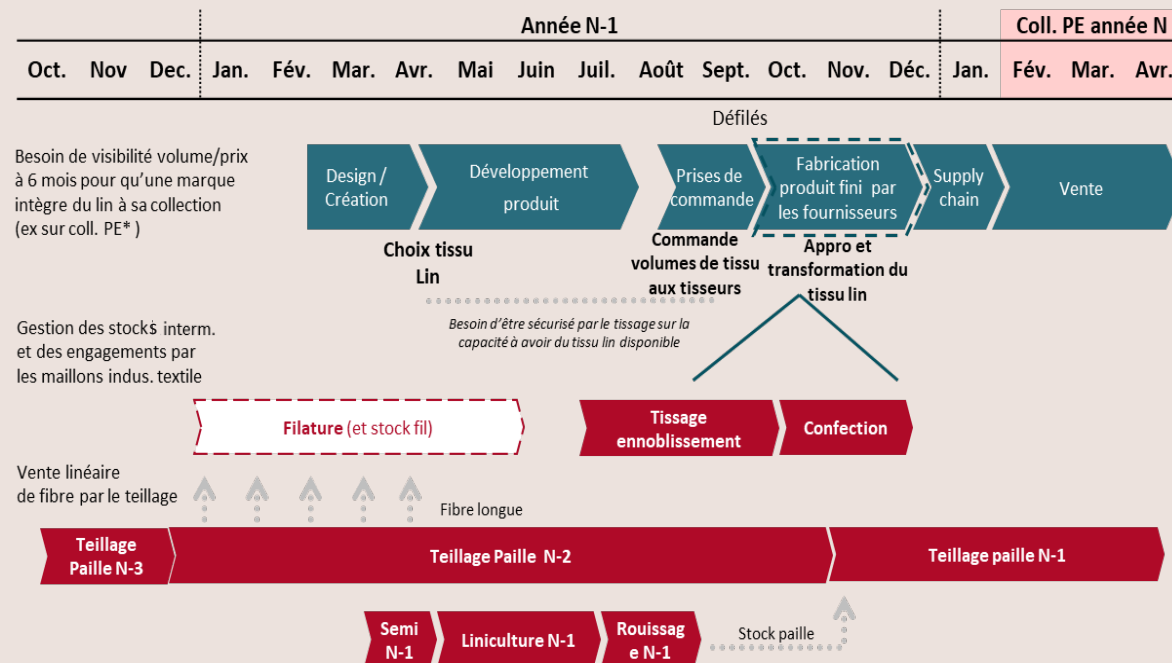 Année N-1
Coll. PE année N
Oct. Nov Dec. Jan. Fév. Mar. Avr. Mai Juin Juil. Août Sept. Oct. Nov. Déc. Jan. Fév. Mar. Avr.
Défilés
Besoin de visibilité volume/prix
à 6 mois pour qu'une marque
intègre du lin à sa collection
(ex sur coll. PE* )
Design /
Création
Développement
produit
Prises de
commande
Fabrication
produit fini par
les fournisseurs
Supply
chain
Vente
Choix tissu
Lin
Commande
volumes de tissu
aux tisseurs
Appro et
transformation du
tissu lin
Besoin d'être sécurisé par le tissage sur la
capacité à avoir du tissu lin disponible
Gestion des stocks interm.
et des engagements par
les maillons indus. textile
Filature (et stock fil)
Tissage
ennoblissement
Confection
Vente linéaire
de fibre par le teillage
Fibre longue
Teillage
Paille N-3
Teillage Paille N-2
Teillage paille N-1
Semi
N-1
Liniculture N-1
Rouissag
e N-1
Stock paille